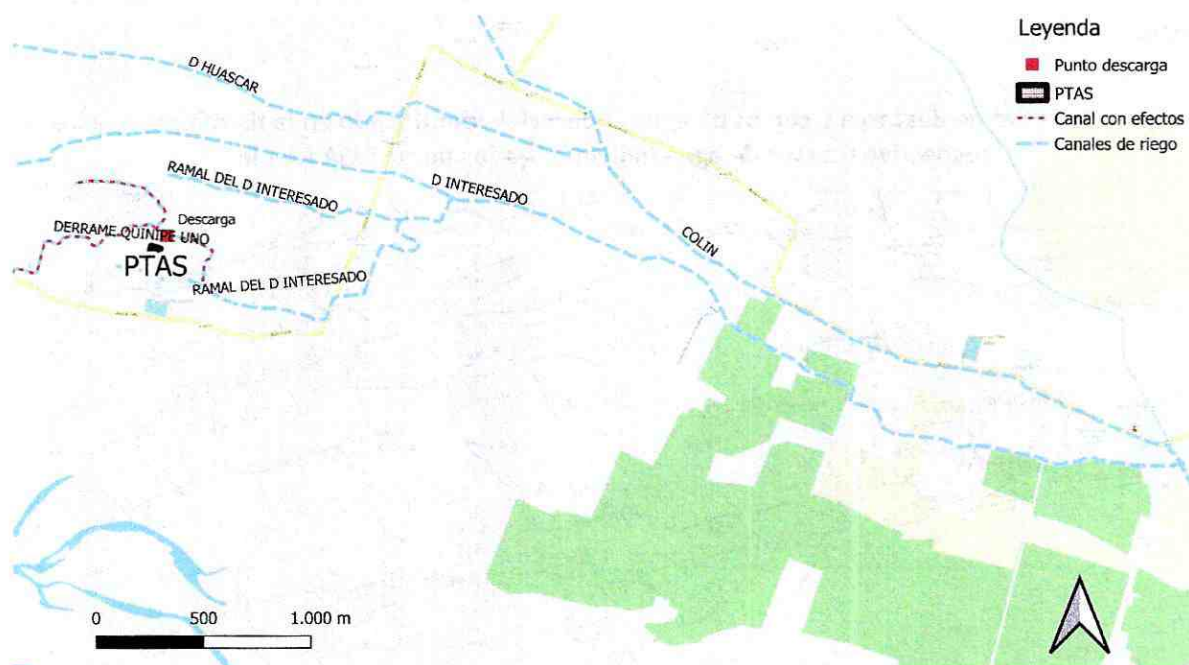 Leyenda
Punto descarga
PTAS
Canal con efectos
Canales de riego
D HUASCAR
RAMAL DEL D INTERESADO
D INTERESADO
Descarga
DERRAME QUINIPE UNO
PTAS
RAMAL DEL D INTERESADO
COLIN
0 500 1.000 m